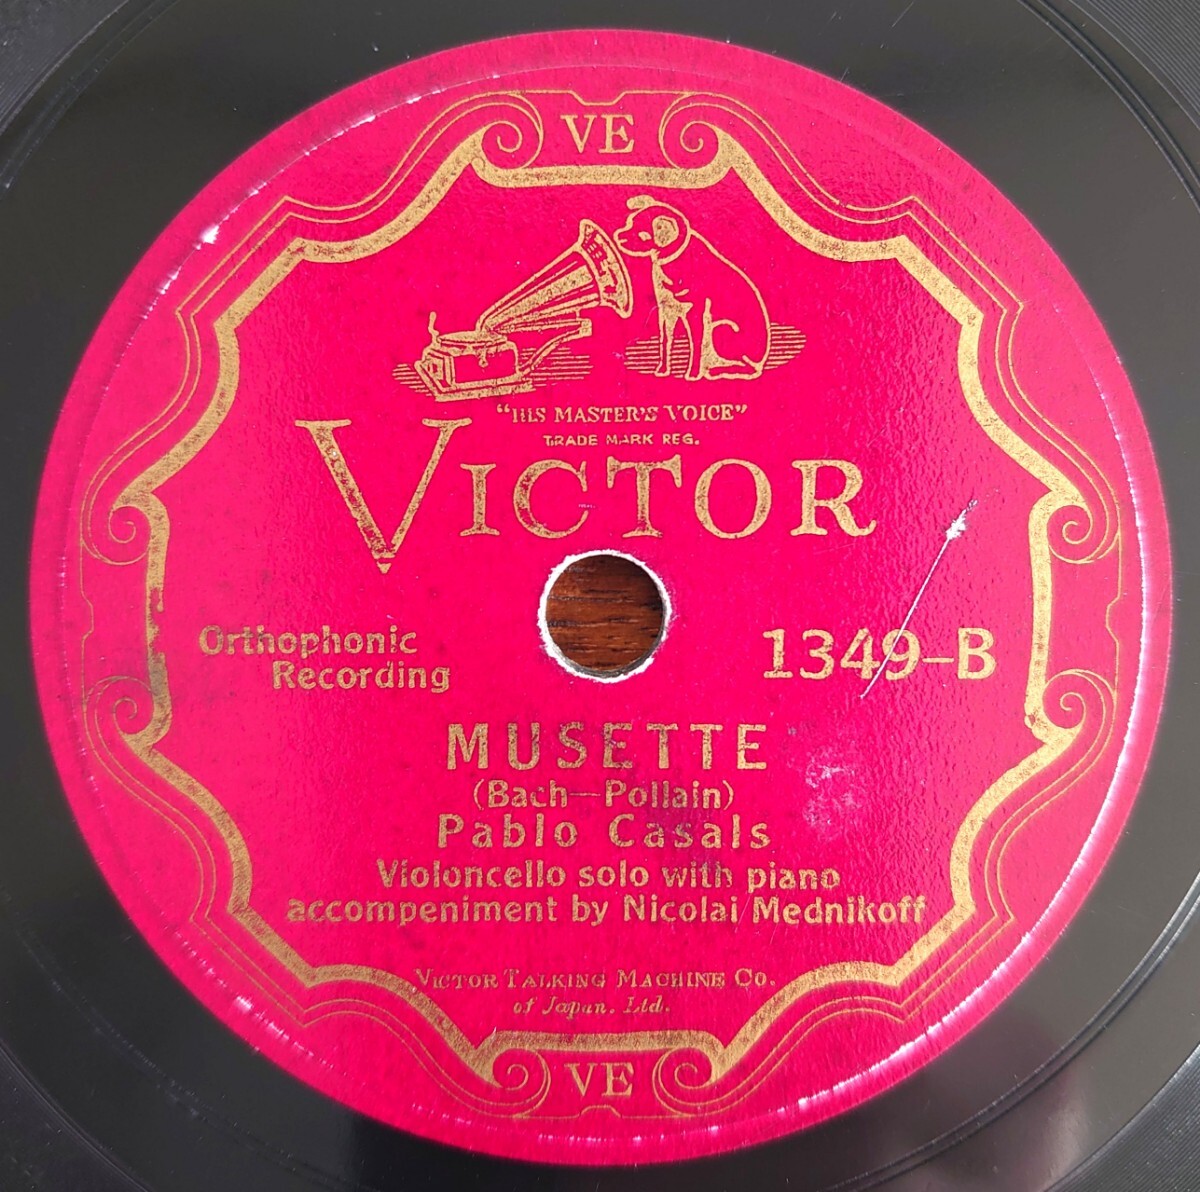 VE
"HIS MASTER'S VOICE"
TRADE MARK REG.
VICTOR
Orthophonic
Recording
1349-B
MUSETTE
(Bach—Pollain)
Pablo Casals
Violoncello solo with piano
accompeniment by Nicolai Mednikoff
VICTOR TALKING MACHINE CO.
of Japan. Ltd.
VE